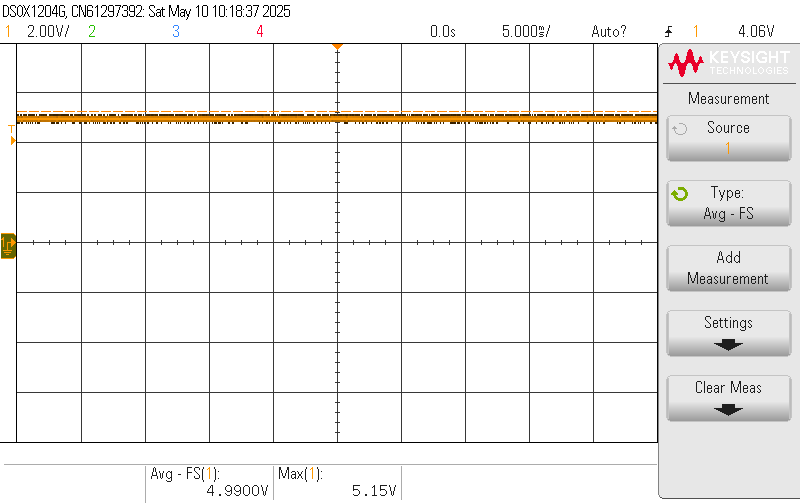 DSOX1204G, CN61297392: Sat May 10 10:18:37 2025
1 2.00V/ 2 3 4 0.0s 5.000s/ Auto? 1 4.06V
KEYSIGHT
TECHNOLOGIES
Measurement
Source
1
Type:
Avg - FS
Add
Measurement
Settings
Clear Meas
T
1
Avg - FS(1):
4.9900V
Max(1):
5.15V